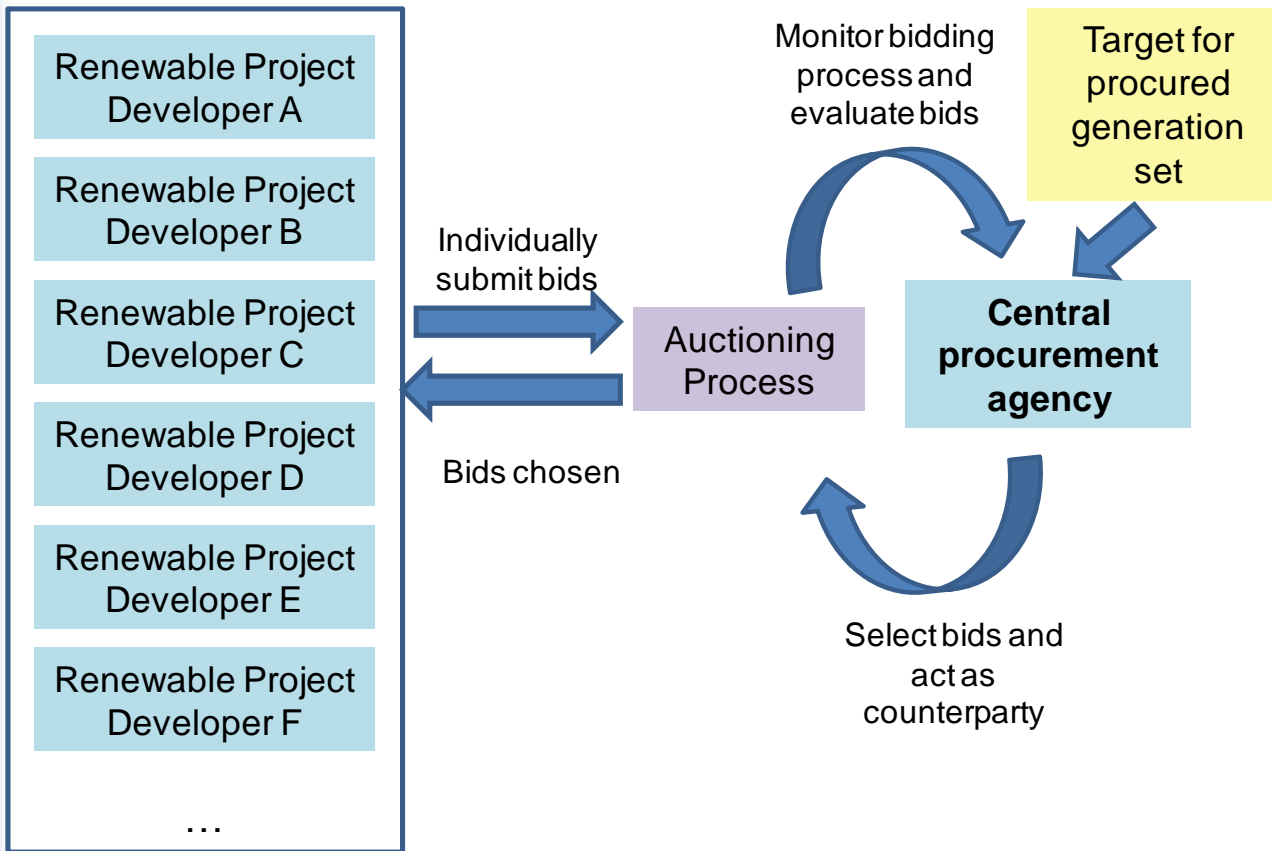 Renewable Project
Developer A
Renewable Project
Developer B
Renewable Project
Developer C
Renewable Project
Developer D
Renewable Project
Developer E
Renewable Project
Developer F
...
Individually
submit bids
Bids chosen
Auctioning
Process
Monitor bidding
process and
evaluate bids
Target for
procured
generation
set
Central
procurement
agency
Select bids and
act as
counterparty